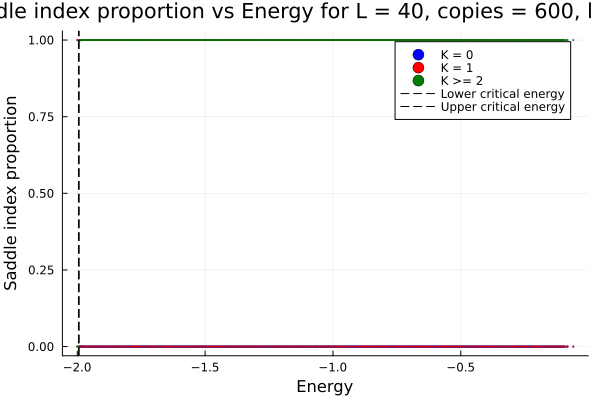 dle index proportion vs Energy for L = 40, copies = 600,
1.00
K = 0
K = 1
K >= 2
Lower critical energy
Upper critical energy
0.75
Saddle index proportion
0.50
0.25
0.00
−2.0
−1.5
−1.0
−0.5
Energy